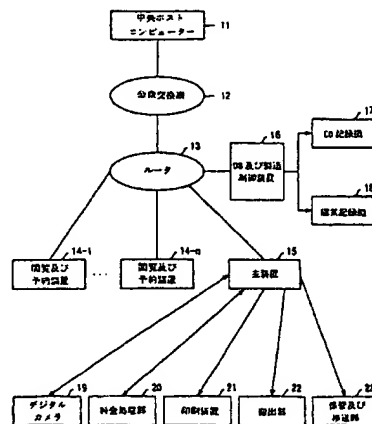 中央ホスト
コンピューター
11
公衆交換網
12
13
ルータ
16
DB及び製造
制御装置
17
CD記録機
18
磁気記録機
14-1
閲覧及び
予約装置
...
14-n
閲覧及び
予約装置
15
主装置
19
デジタル
カメラ
20
料金処理部
21
印刷装置
22
排出部
23
保管及び
移送部